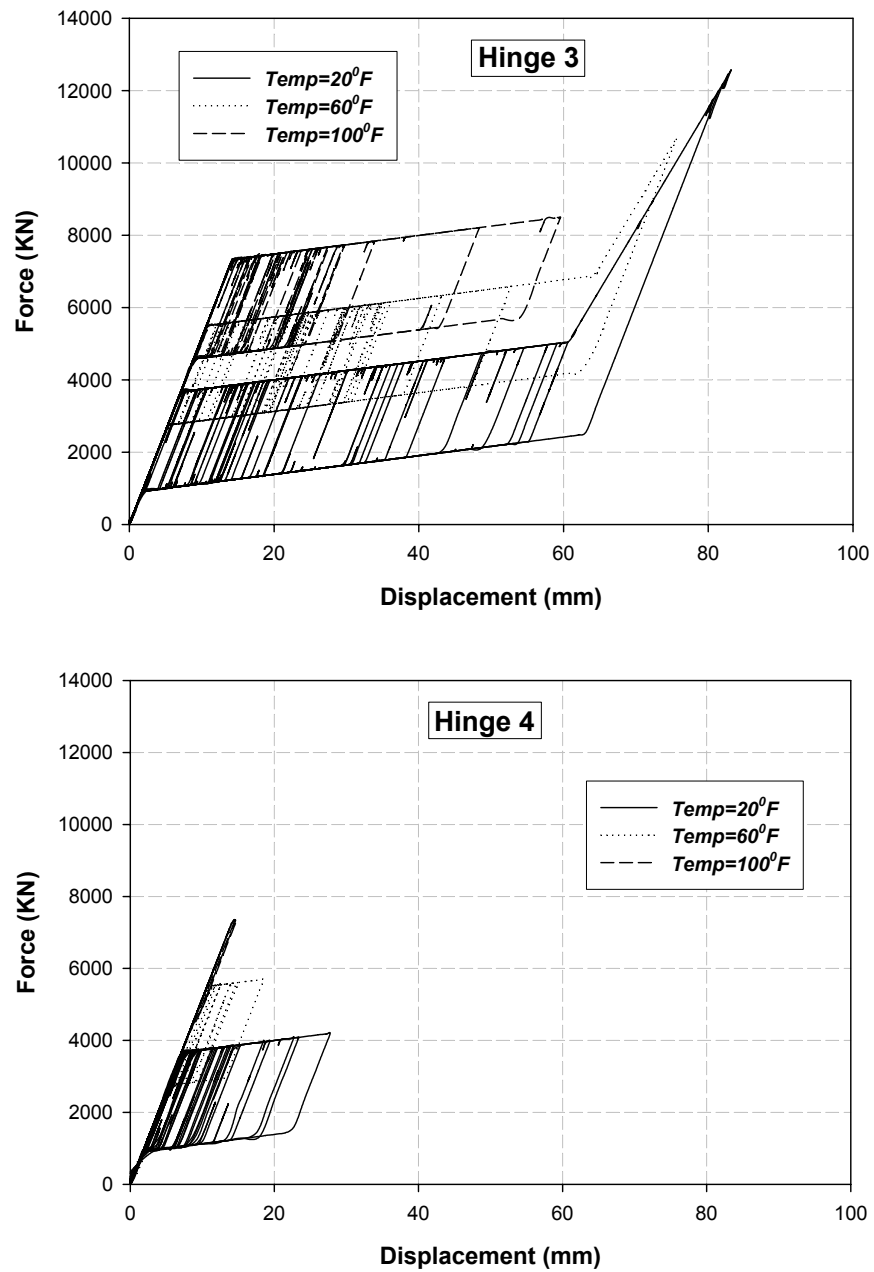 14000
Hinge 3
Temp=20⁰F
Temp=60⁰F
Temp=100⁰F
12000
10000
8000
6000
4000
2000
0
Force (KN)
0 20 40 60 80 100
Displacement (mm)
14000
Hinge 4
12000
Temp=20⁰F
Temp=60⁰F
Temp=100⁰F
10000
8000
6000
4000
2000
0
Force (KN)
0 20 40 60 80 100
Displacement (mm)